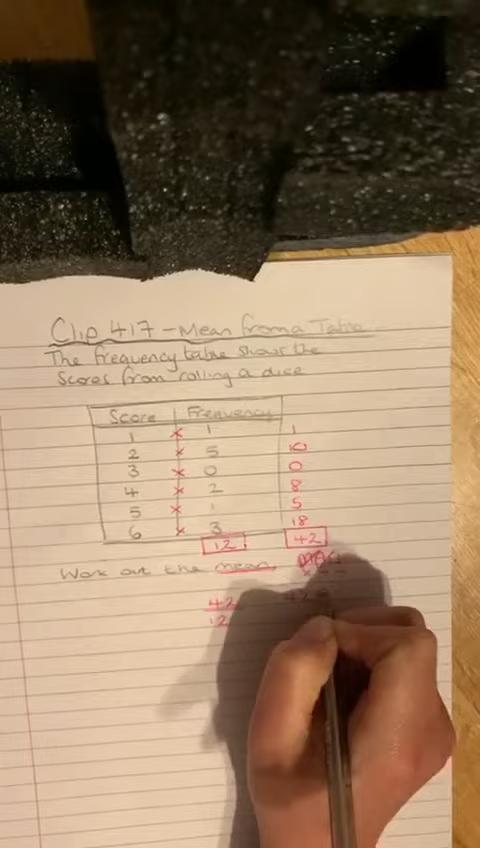 Clip 417 - Mean from a Table
The frequency table shows the
scores from rolling a dice
Score Frequency
1 x 1 1
2 x 5 10
3 x 0 0
4 x 2 8
5 x 1 5
6 x 3 18
12 42
Work out the mean.
42
12